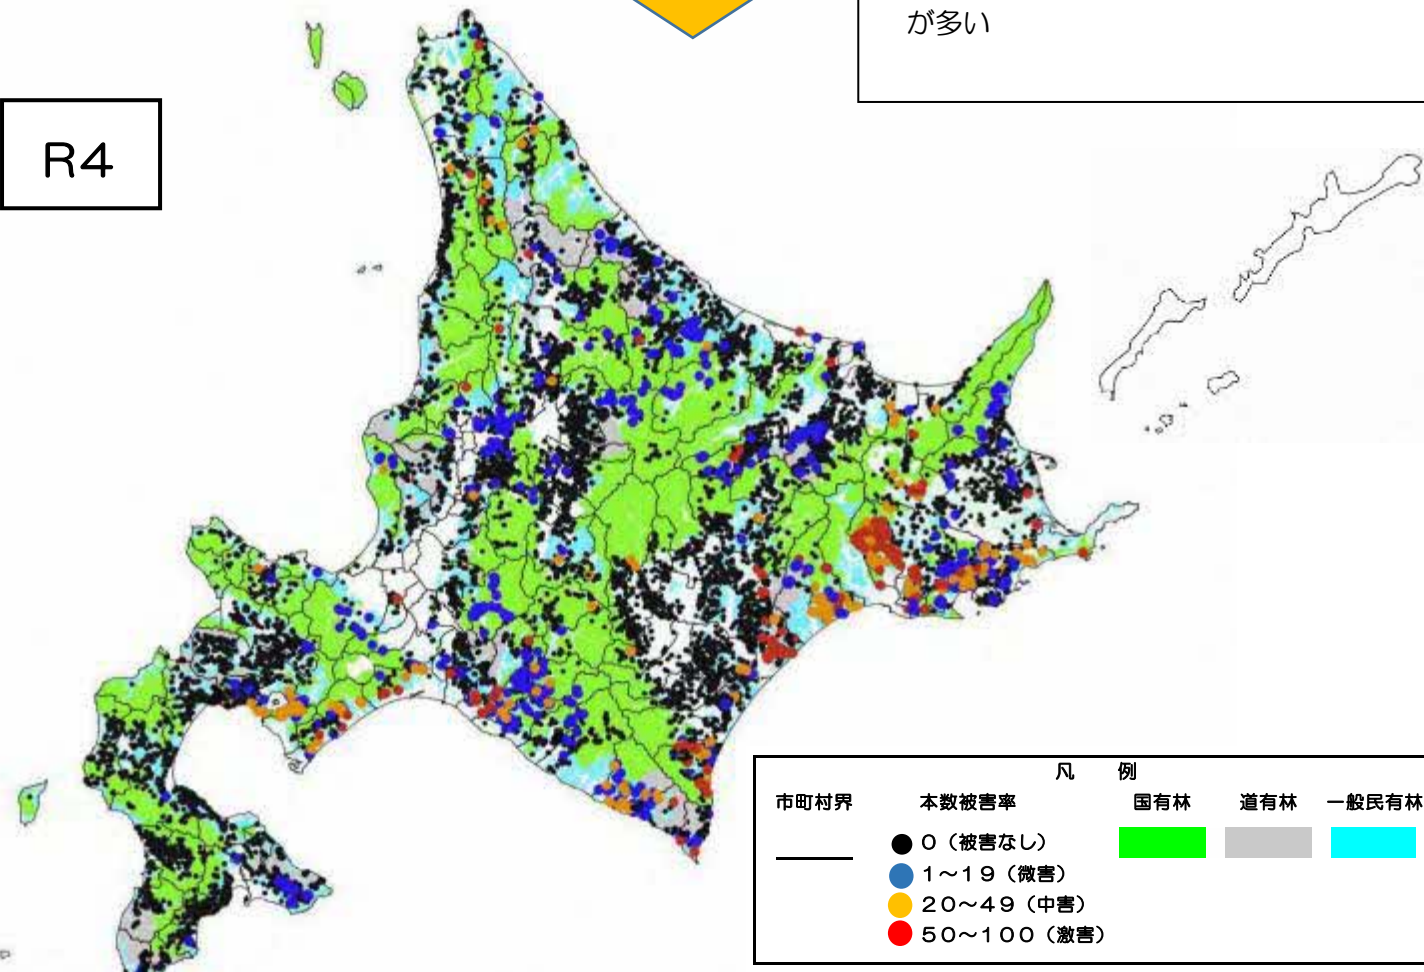 が多い
R4
凡 例
市町村界 本数被害率 国有林 道有林 一般民有林
０（被害なし）
１～１９（微害）
２０～４９（中害）
５０～１００（激害）